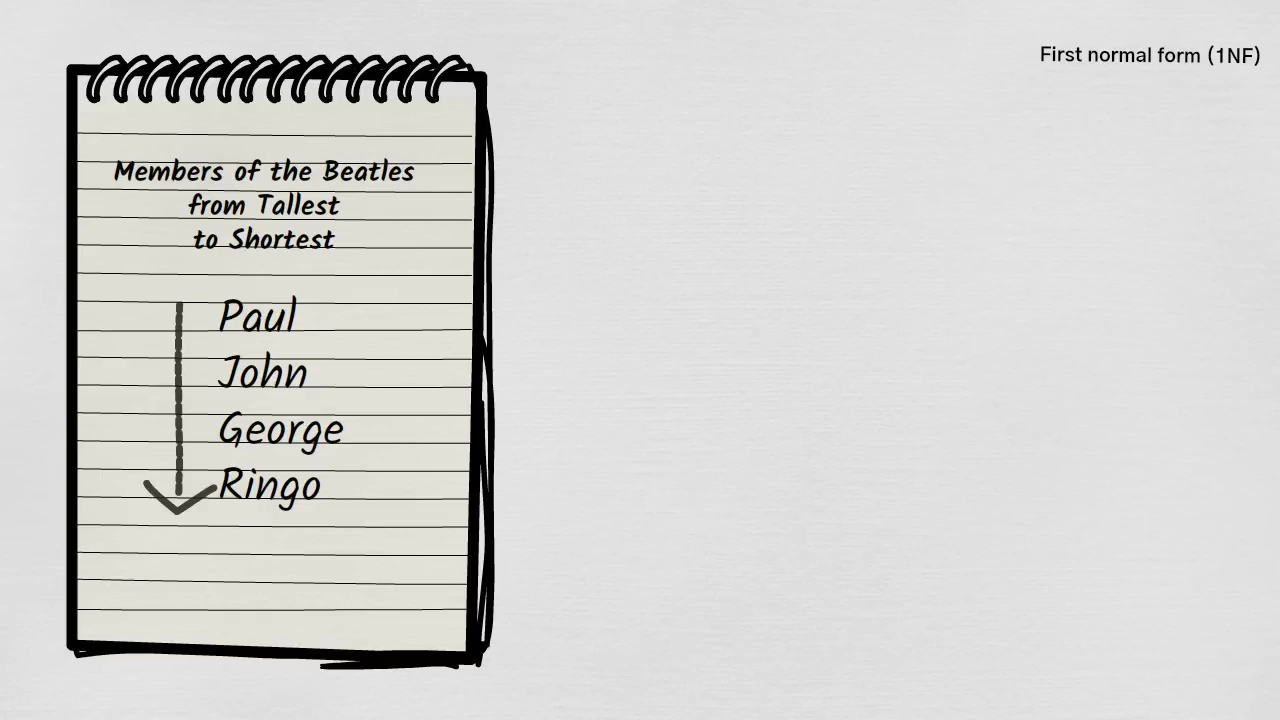 First normal form (1NF)
Members of the Beatles
from Tallest
to Shortest
Paul
John
George
Ringo